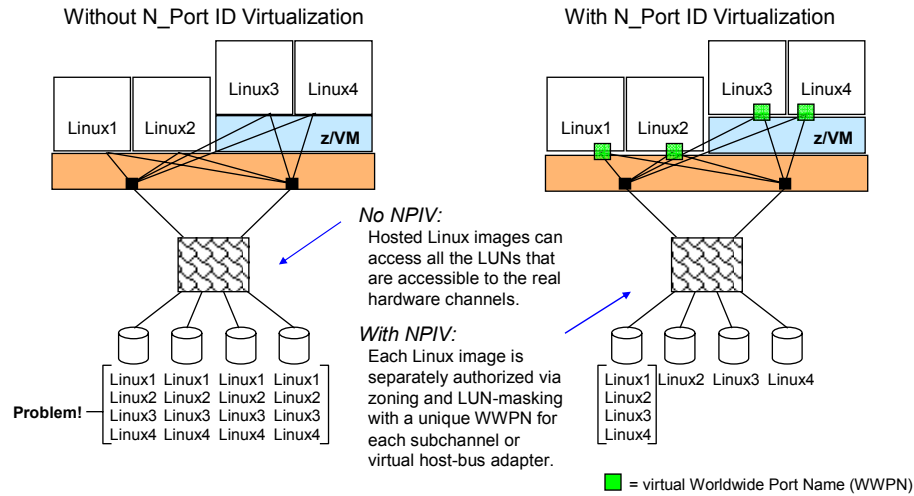 Without N_Port ID Virtualization
With N_Port ID Virtualization
Linux3
Linux4
Linux1
Linux2
z/VM
Linux3
Linux4
Linux1
Linux2
z/VM
No NPIV:
Hosted Linux images can
access all the LUNs that
are accessible to the real
hardware channels.
With NPIV:
Each Linux image is
separately authorized via
zoning and LUN-masking
with a unique WWPN for
each subchannel or
virtual host-bus adapter.
Problem!
Linux1 Linux1 Linux1 Linux1
Linux2 Linux2 Linux2 Linux2
Linux3 Linux3 Linux3 Linux3
Linux4 Linux4 Linux4 Linux4
Linux1 Linux2 Linux3 Linux4
Linux2
Linux3
Linux4
= virtual Worldwide Port Name (WWPN)